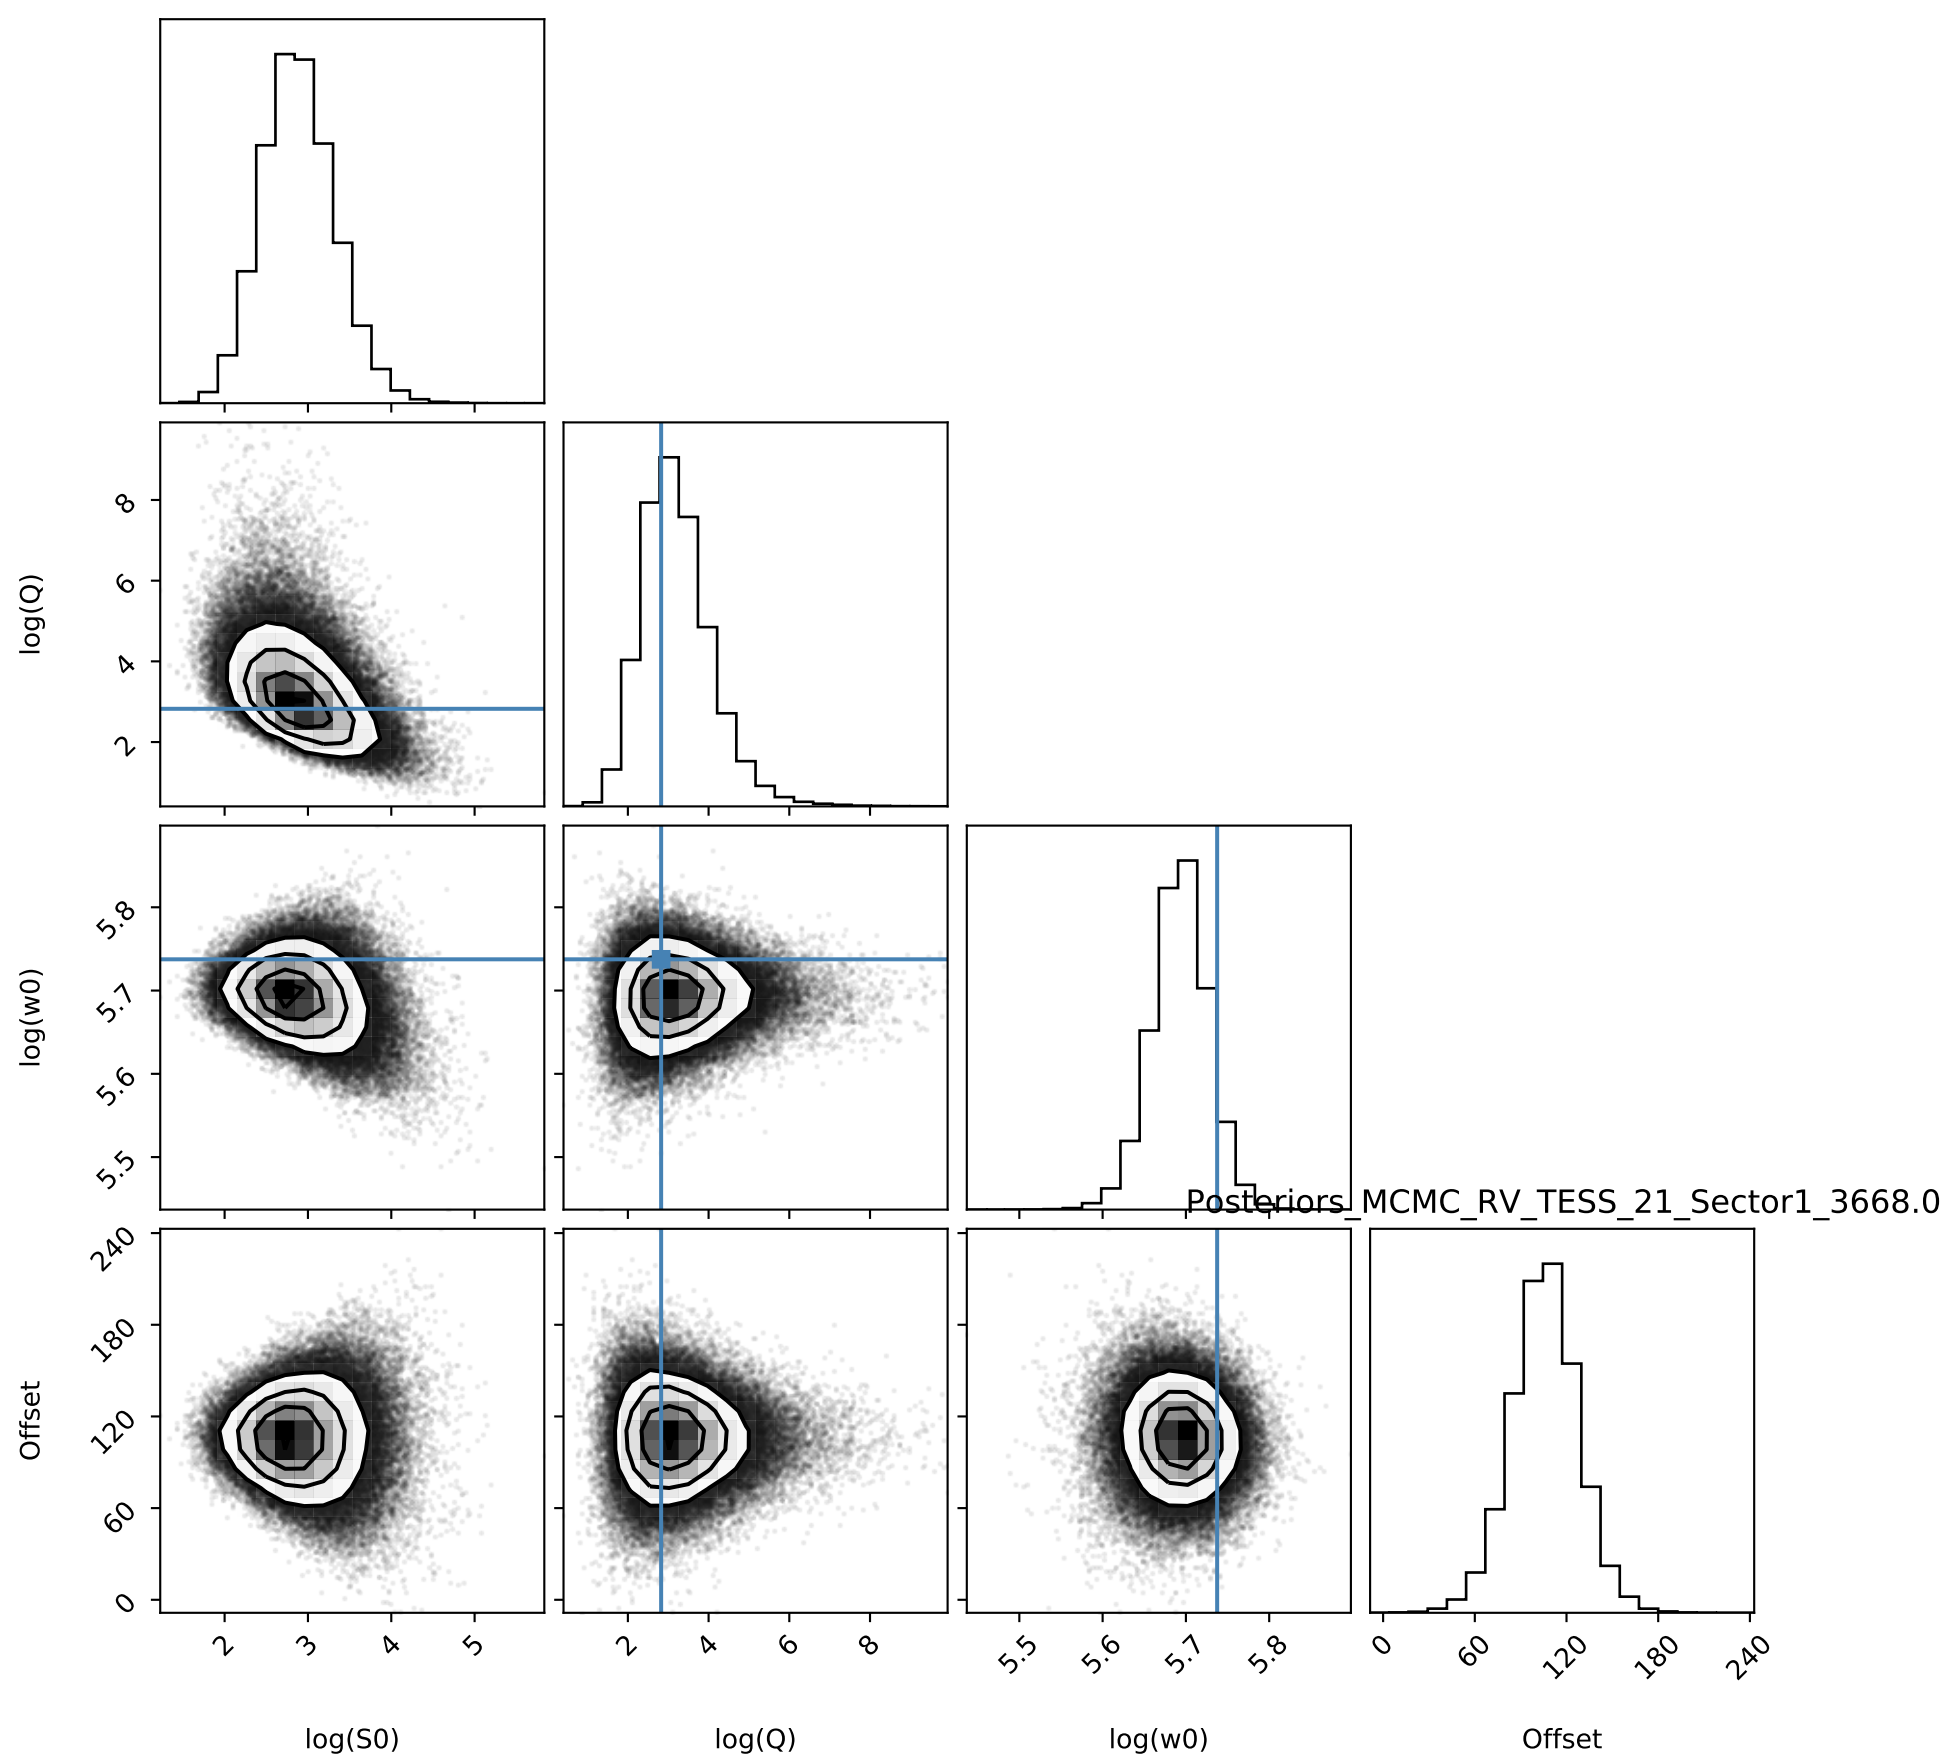 8
6
4
2
log(Q)
5.8
5.7
5.6
5.5
log(w0)
Posteriors_MCMC_RV_TESS_21_Sector1_3668.0
240
180
120
60
0
Offset
2 3 4 5
2 4 6 8
5.5 5.6 5.7 5.8
0 60 120 180 240
log(S0)
log(Q)
log(w0)
Offset